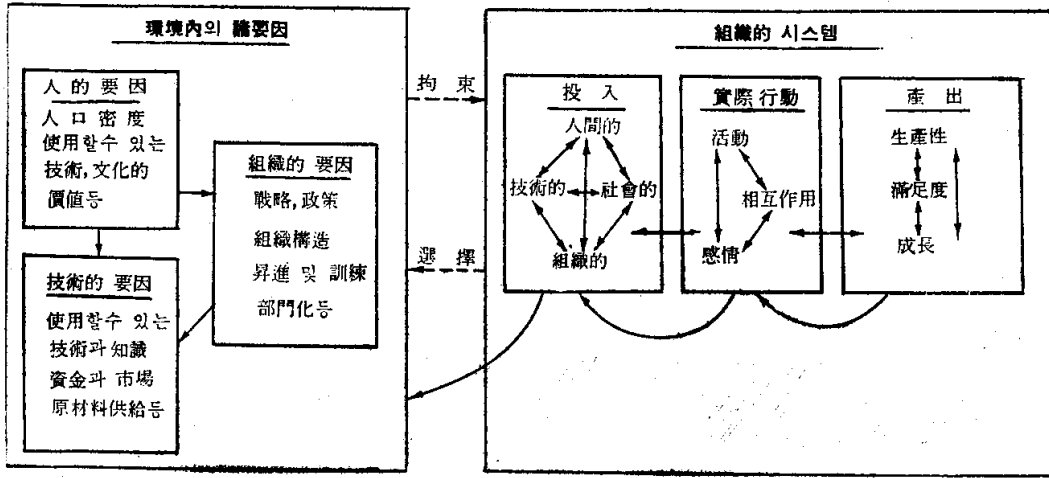 環境內의 諸要因
人的要因
人口密度
使用할수 있는
技術, 文化的
價値등
組織的 要因
戰略, 政策
組織構造
昇進 및 訓練
部門化등
技術的 要因
使用할수 있는
技術과 知識
資金과 市場
原材料供給등
拘束
選擇
組織的 시스템
投入
人間的
技術的
社會的
組織的
實際行動
活動
相互作用
感情
產出
生產性
滿足度
成長